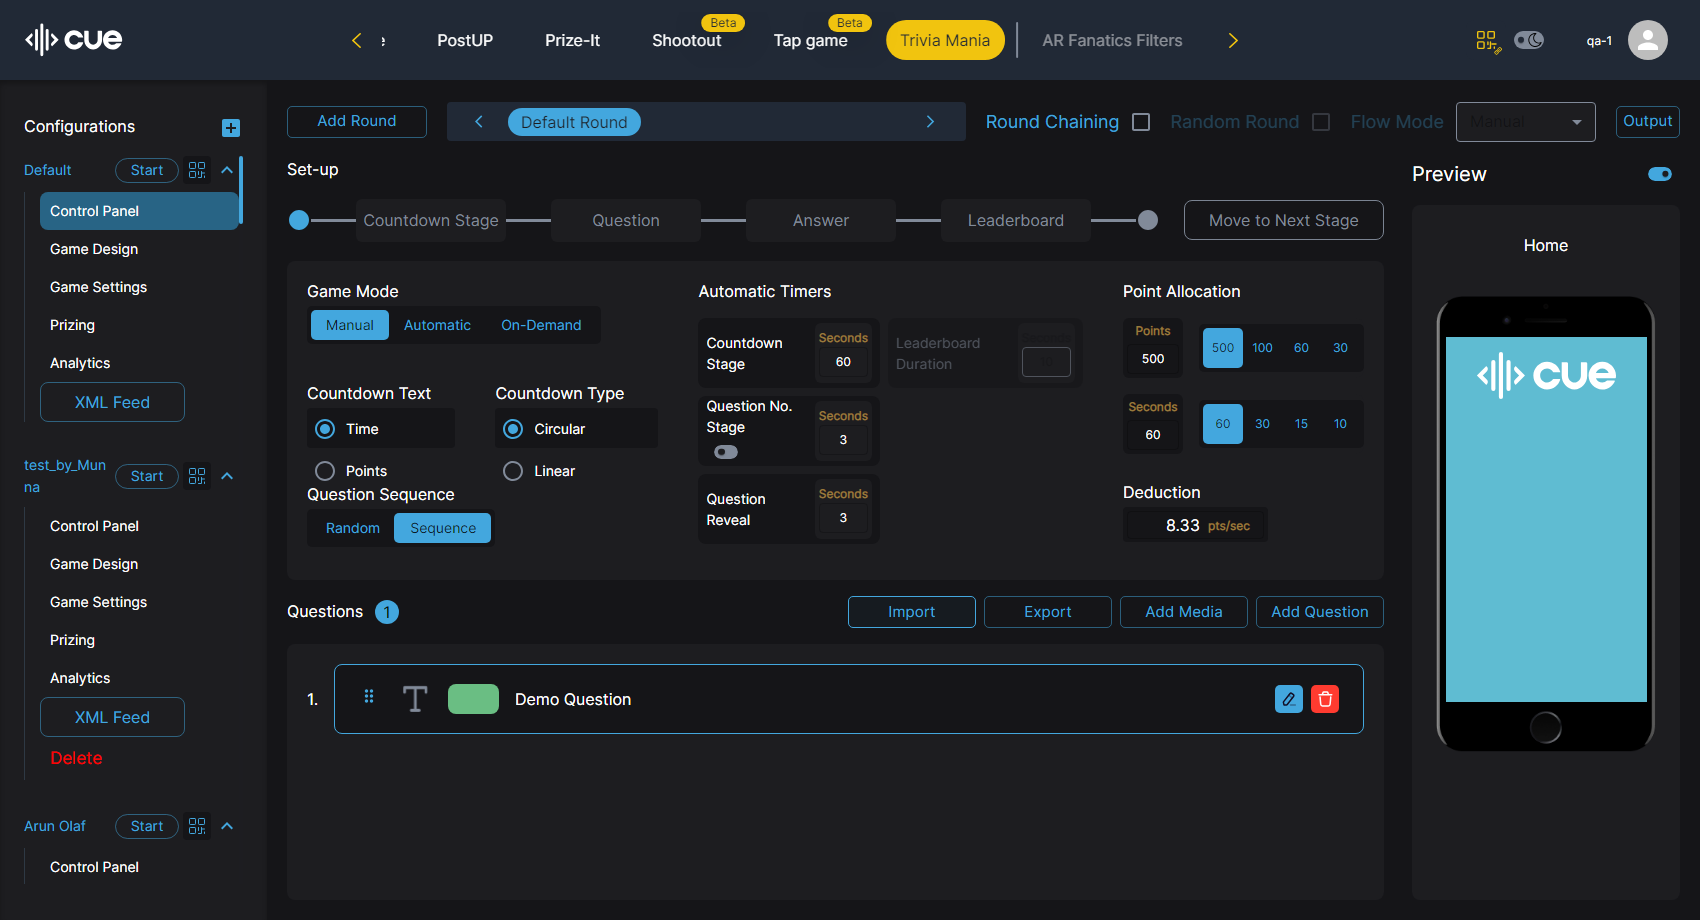 cue
e
PostUP
Prize-It
Beta
Shootout
Beta
Tap game
Trivia Mania
AR Fanatics Filters
qa-1
Configurations
Default
Start
Control Panel
Game Design
Game Settings
Prizing
Analytics
XML Feed
test_by_Mun
na
Start
Control Panel
Game Design
Game Settings
Prizing
Analytics
XML Feed
Delete
Arun Olaf
Start
Control Panel
Add Round
Default Round
Round Chaining
Random Round
Flow Mode
Manual
Output
Set-up
Countdown Stage
Question
Answer
Leaderboard
Move to Next Stage
Game Mode
Manual
Automatic
On-Demand
Countdown Text
Time
Points
Countdown Type
Circular
Linear
Question Sequence
Random
Sequence
Automatic Timers
Countdown
Stage
Seconds
60
Leaderboard
Duration
Question No.
Stage
Seconds
3
Question
Reveal
Seconds
3
Point Allocation
Points
500
500
100
60
30
Seconds
60
60
30
15
10
Deduction
8.33 pts/sec
Questions 1
Import
Export
Add Media
Add Question
1.
T
Demo Question
Preview
Home
cue